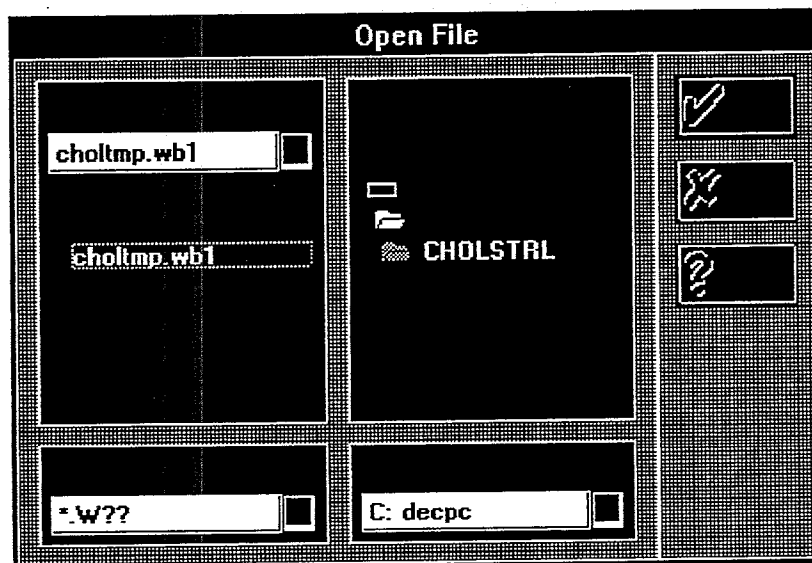 Open File
choltmp.wb1
choltmp.wb1
CHOLSTRL
*.W??
C: decpc